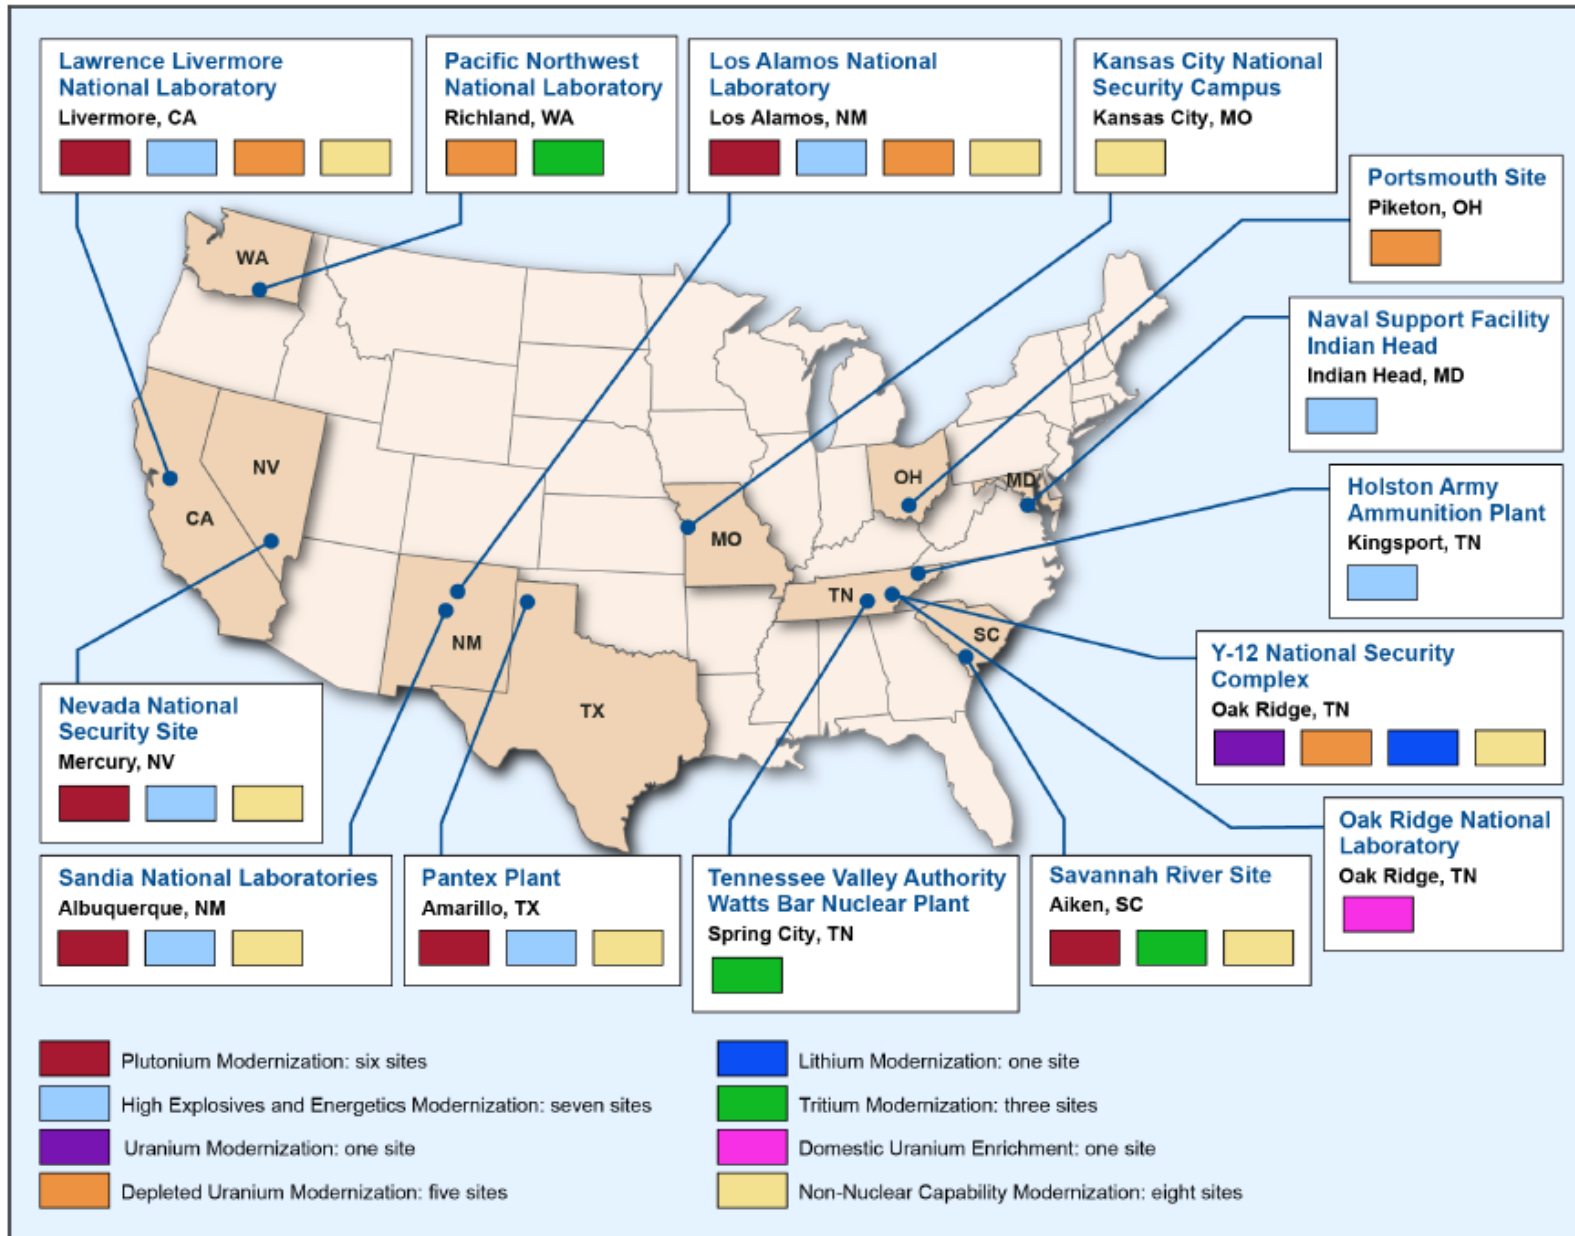 Lawrence Livermore
National Laboratory
Livermore, CA
Pacific Northwest
National Laboratory
Richland, WA
Los Alamos National
Laboratory
Los Alamos, NM
Kansas City National
Security Campus
Kansas City, MO
Portsmouth Site
Piketon, OH
Naval Support Facility
Indian Head
Indian Head, MD
Holston Army
Ammunition Plant
Kingsport, TN
Y-12 National Security
Complex
Oak Ridge, TN
Oak Ridge National
Laboratory
Oak Ridge, TN
WA
NV
CA
OH
MD
MO
TN
SC
NM
TX
Nevada National
Security Site
Mercury, NV
Sandia National Laboratories
Albuquerque, NM
Pantex Plant
Amarillo, TX
Tennessee Valley Authority
Watts Bar Nuclear Plant
Spring City, TN
Savannah River Site
Aiken, SC
Plutonium Modernization: six sites
High Explosives and Energetics Modernization: seven sites
Uranium Modernization: one site
Depleted Uranium Modernization: five sites
Lithium Modernization: one site
Tritium Modernization: three sites
Domestic Uranium Enrichment: one site
Non-Nuclear Capability Modernization: eight sites